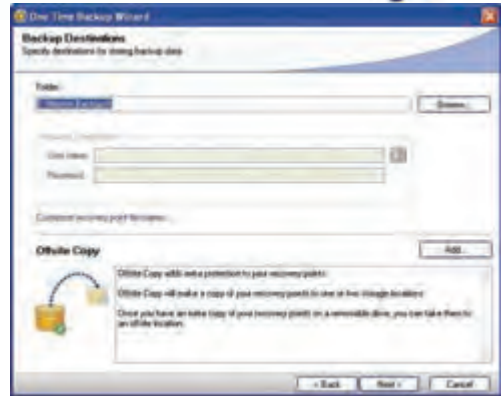 One Time Backup Wizard
Backup Destinations
Specify destinations for storing backup data
Folder:
Browse...
User name:
Password:
Customize recovery point file names...
Offsite Copy
Add...
Offsite Copy adds extra protection to your recovery points.
Offsite Copy will make a copy of your recovery points to one or two storage locations.
Once you have an extra copy of your recovery points on a removable drive, you can take them to
an offsite location.
< Back
Next >
Cancel